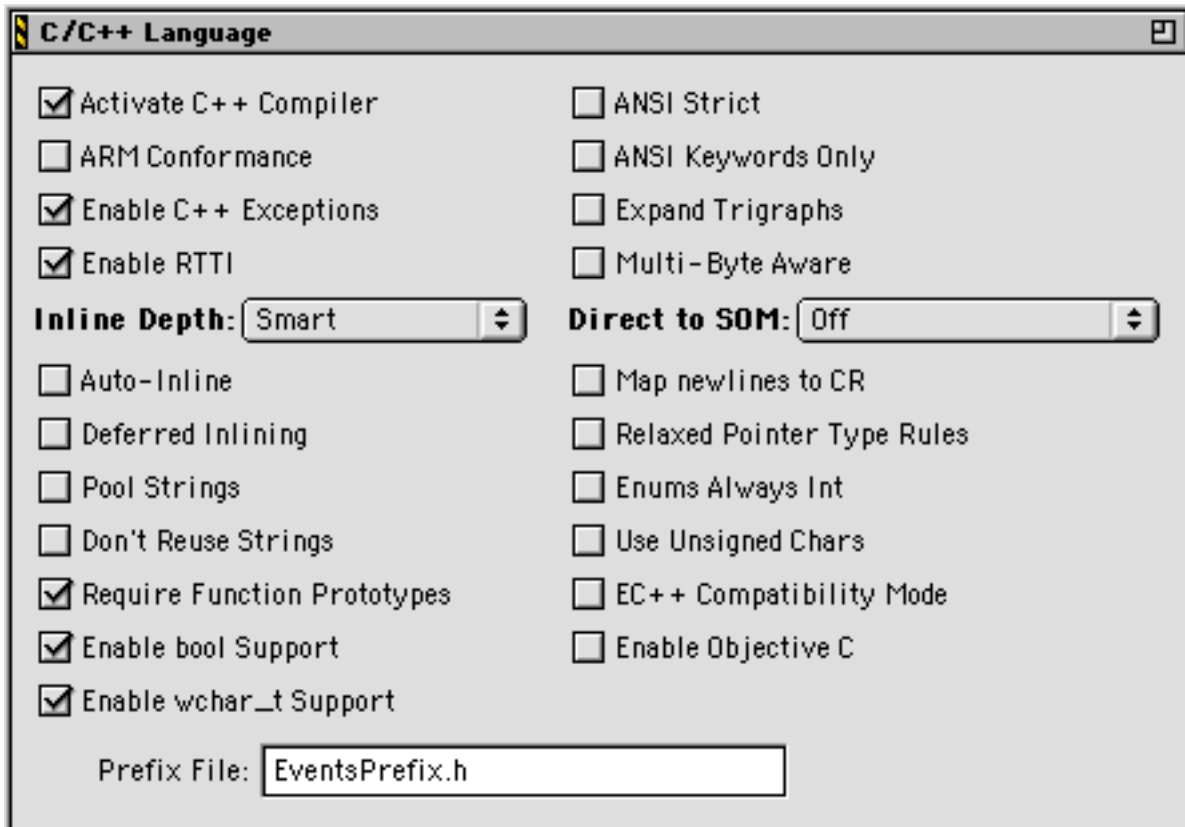 C/C++ Language
Activate C++ Compiler ANSI Strict
ARM Conformance ANSI Keywords Only
Enable C++ Exceptions Expand Trigraphs
Enable RTTI Multi-Byte Aware
Inline Depth: Smart Direct to SOM: Off
Auto-Inline Map newlines to CR
Deferred Inlining Relaxed Pointer Type Rules
Pool Strings Enums Always Int
Don't Reuse Strings Use Unsigned Chars
Require Function Prototypes EC++ Compatibility Mode
Enable bool Support Enable Objective C
Enable wchar_t Support
Prefix File: EventsPrefix.h